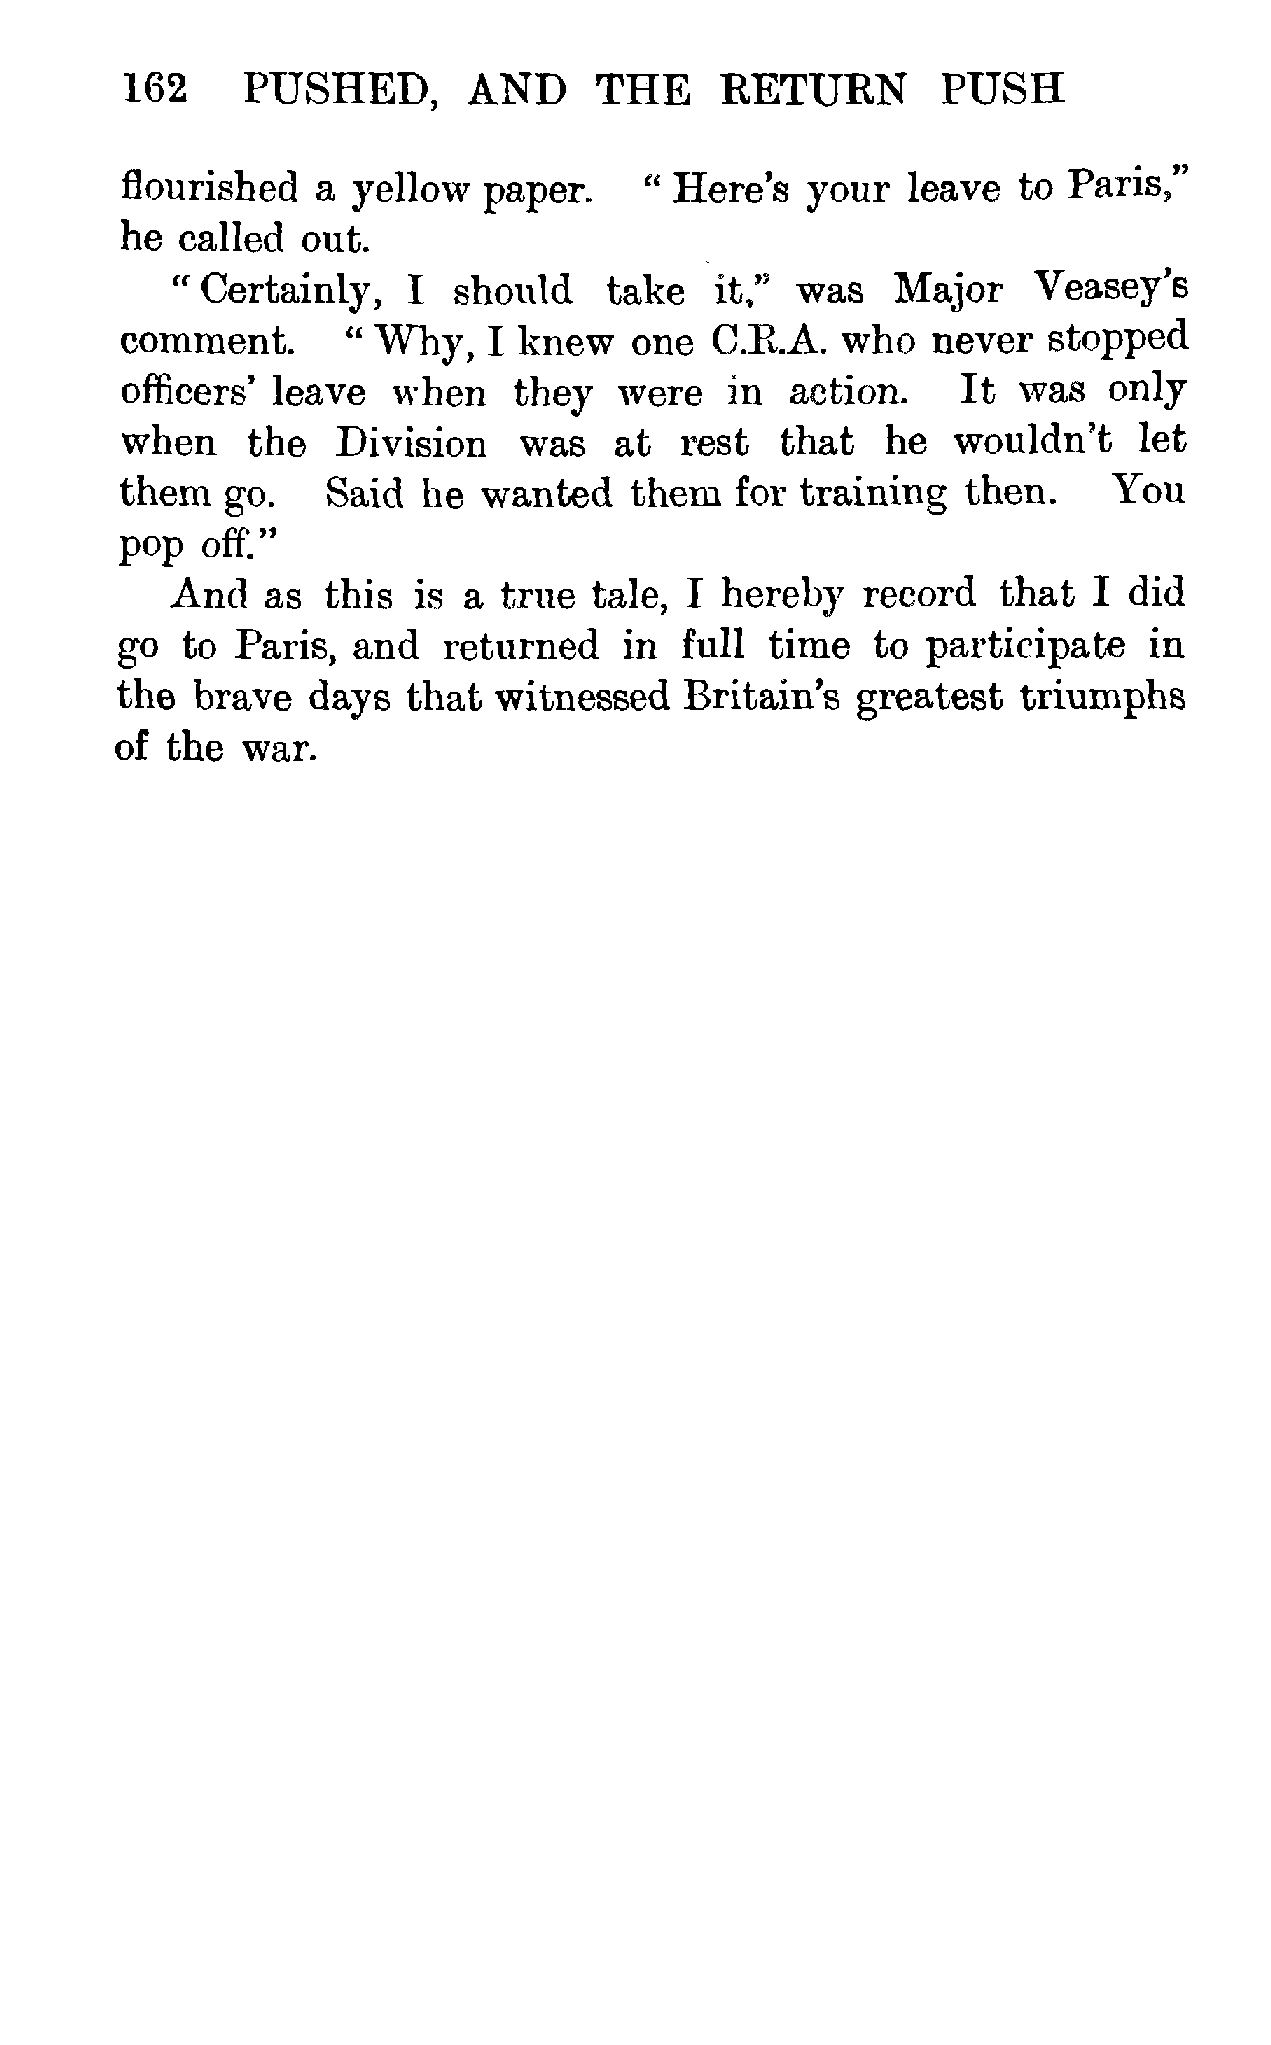 162 PUSHED, AND THE RETURN PUSH
flourished a yellow paper. “Here's your leave to Paris,”
he called out.
“Certainly, I should take it,” was Major Veasey's
comment. “Why, I knew one C.R.A. who never stopped
officers' leave when they were in action. It was only
when the Division was at rest that he wouldn't let
them go. Said he wanted them for training then. You
pop off.”
And as this is a true tale, I hereby record that I did
go to Paris, and returned in full time to participate in
the brave days that witnessed Britain's greatest triumphs
of the war.